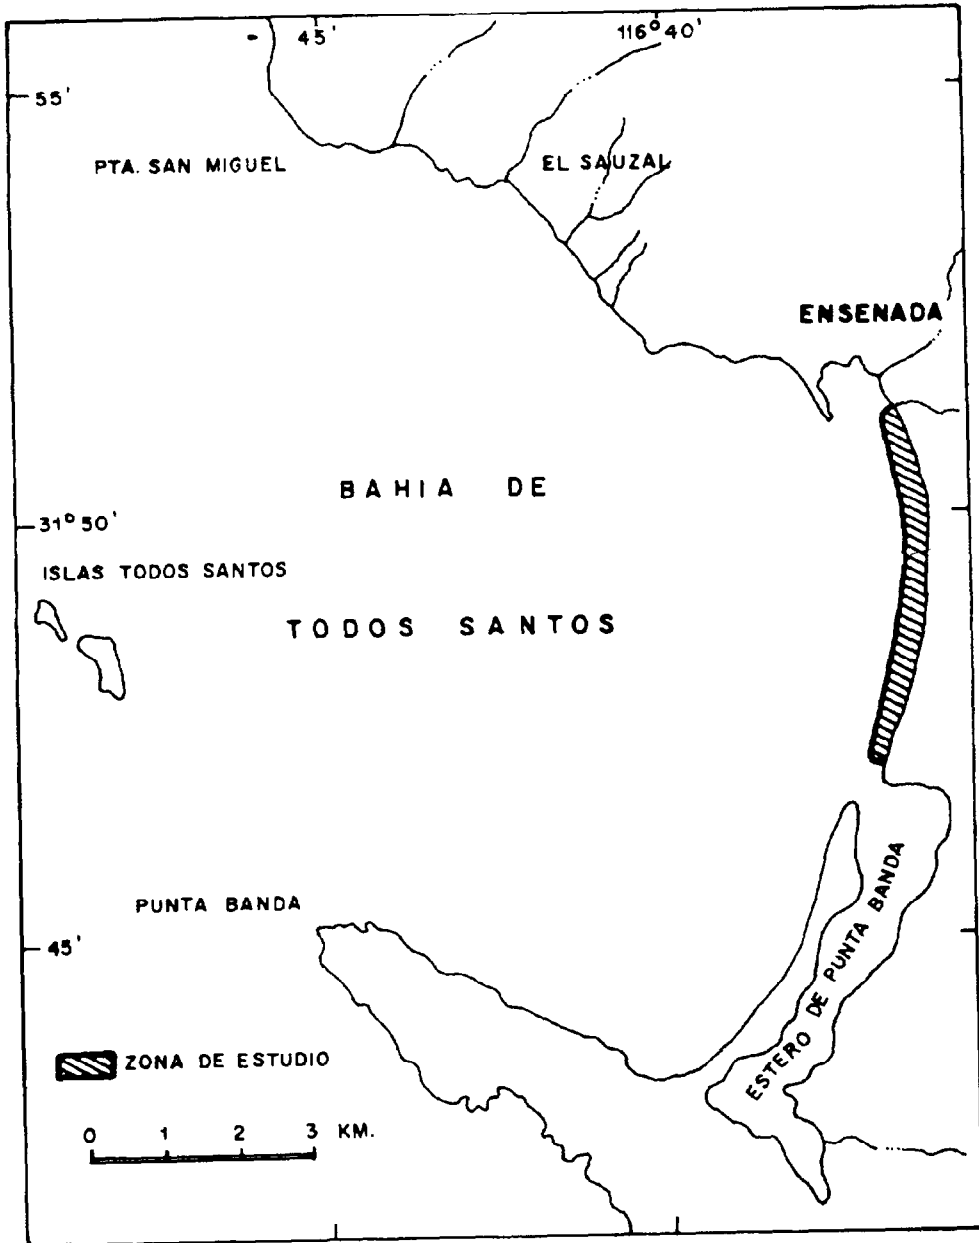 45'
116° 40'
55'
PTA. SAN MIGUEL
EL SAUZAL
ENSENADA
BAHIA DE
31° 50'
ISLAS TODOS SANTOS
TODOS SANTOS
PUNTA BANDA
ESTERO DE PUNTA BANDA
45'
ZONA DE ESTUDIO
0 1 2 3 KM.